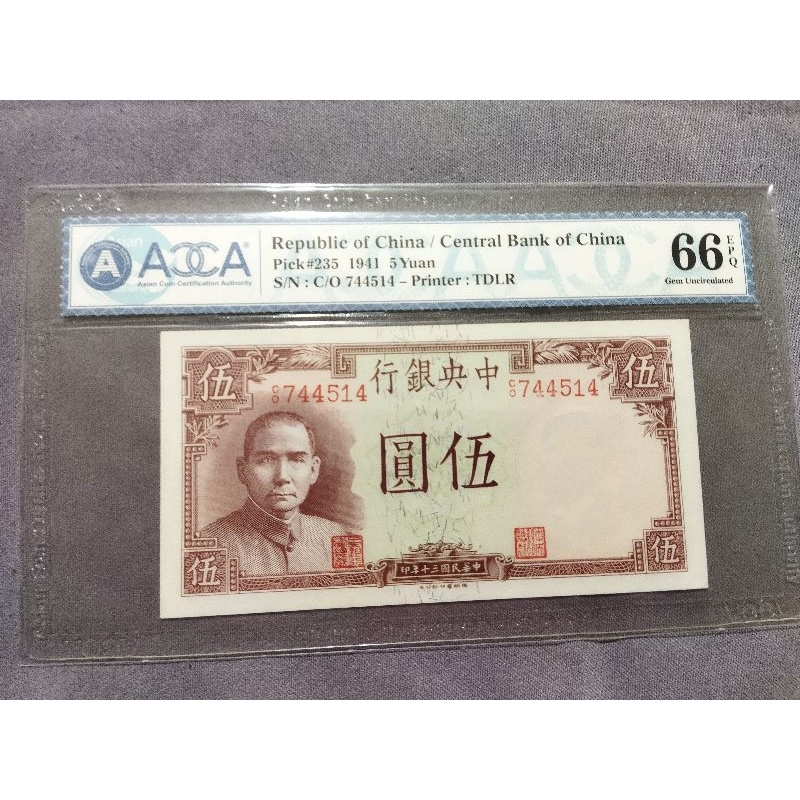 A ACCA®
Asian Coin Certification Authority
Republic of China / Central Bank of China
Pick#235 1941 5Yuan
S/N : C/O 744514 – Printer : TDLR
66 EPQ
Gem Uncirculated
伍
行銀央中
伍
C/O 744514
C/O 744514
圓伍
印年十三國民華中
伍
伍